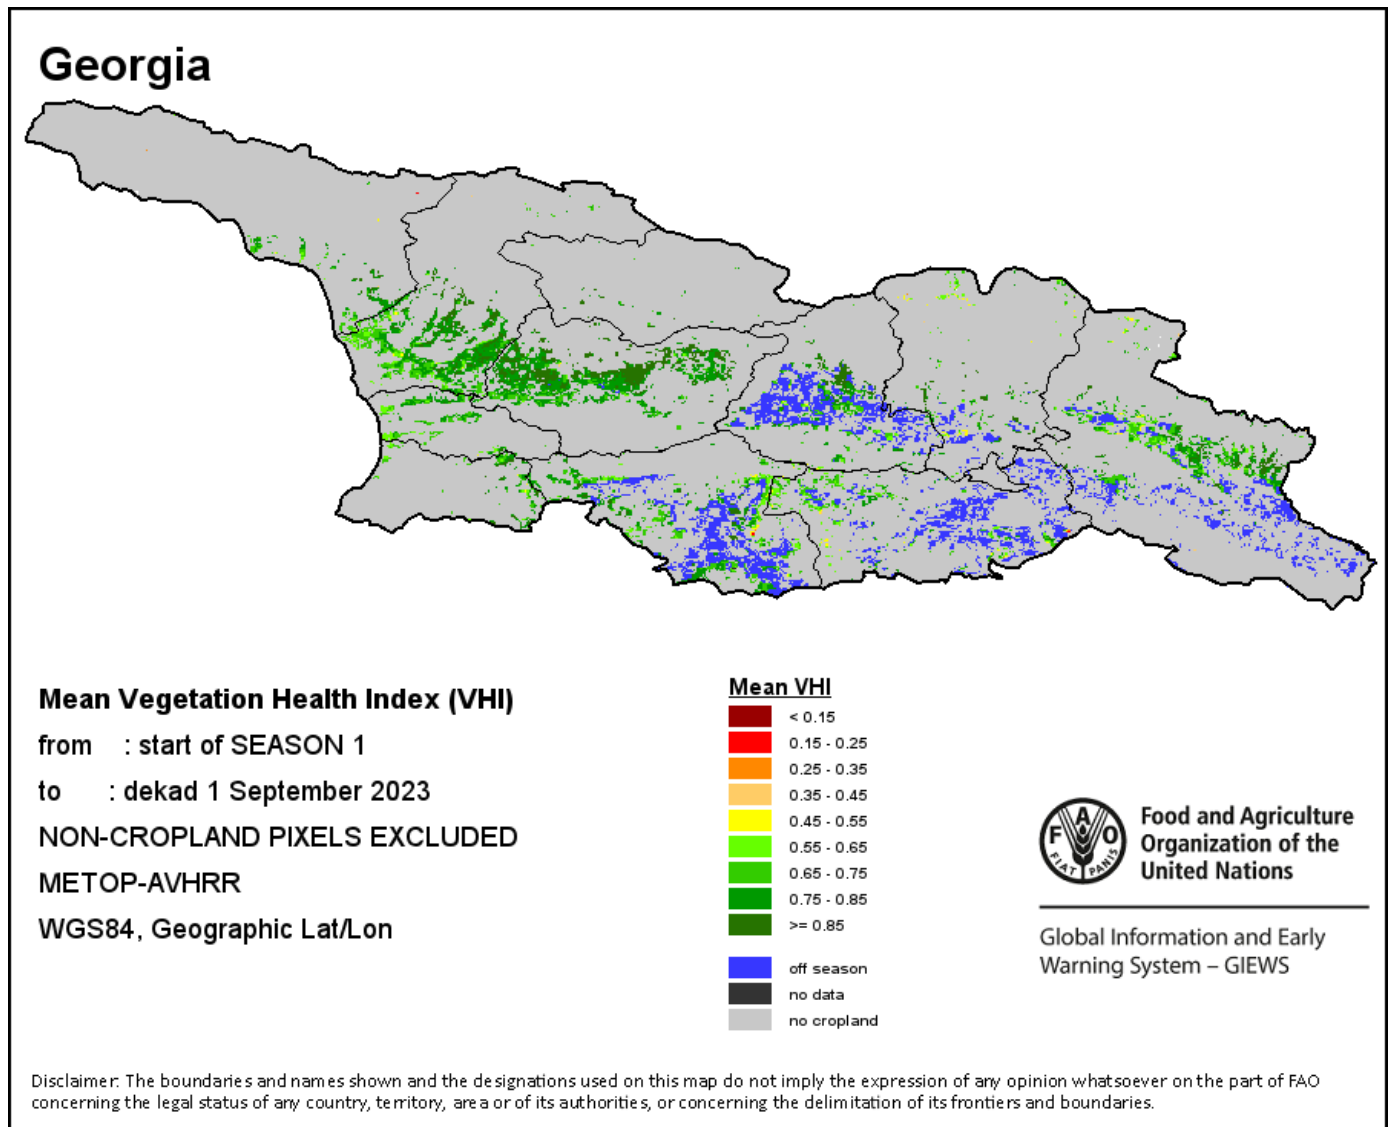 Georgia
Mean Vegetation Health Index (VHI)
from : start of SEASON 1
to : dekad 1 September 2023
NON-CROPLAND PIXELS EXCLUDED
METOP-AVHRR
WGS84, Geographic Lat/Lon
Mean VHI
< 0.15
0.15 - 0.25
0.25 - 0.35
0.35 - 0.45
0.45 - 0.55
0.55 - 0.65
0.65 - 0.75
0.75 - 0.85
>= 0.85
off season
no data
no cropland
F A O
FIAT PANIS
Food and Agriculture
Organization of the
United Nations
Global Information and Early
Warning System – GIEWS
Disclaimer: The boundaries and names shown and the designations used on this map do not imply the expression of any opinion whatsoever on the part of FAO
concerning the legal status of any country, territory, area or of its authorities, or concerning the delimitation of its frontiers and boundaries.